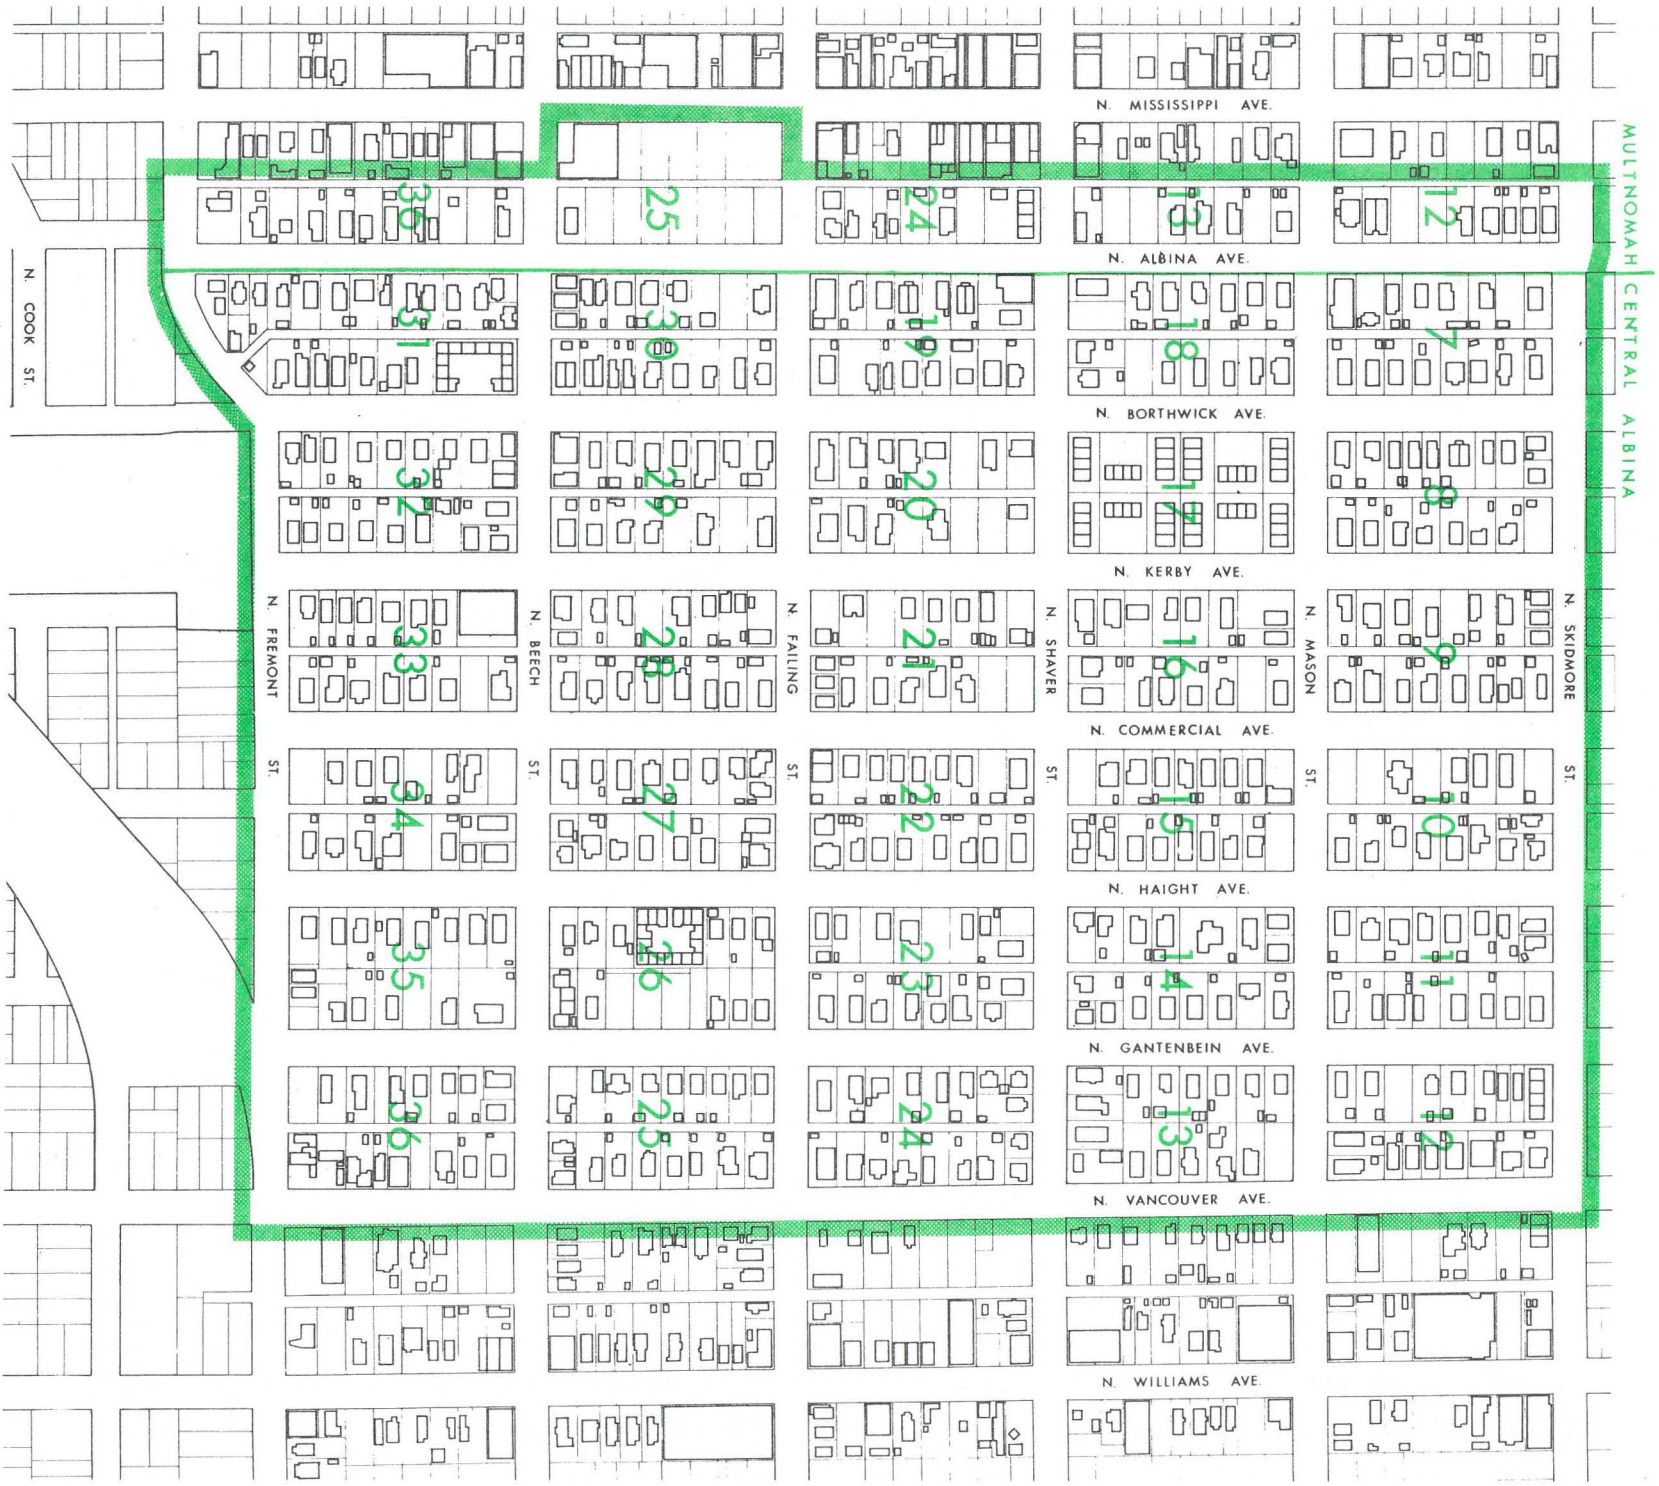 N. MISSISSIPPI AVE.
36
25
24
13
12
MULTNOMAH CENTRAL ALBINA
N. ALBINA AVE.
N. COOK ST.
31
30
19
18
7
N. BORTHWICK AVE.
32
29
20
17
8
N. KERBY AVE.
N. FREMONT ST.
33
N. BEECH ST.
28
N. FAILING ST.
21
N. SHAVER ST.
16
N. MASON ST.
9
N. SKIDMORE ST.
N. COMMERCIAL AVE.
34
27
22
15
10
N. HAIGHT AVE.
35
26
23
14
11
N. GANTENBEIN AVE.
36
25
24
13
12
N. VANCOUVER AVE.
N. WILLIAMS AVE.